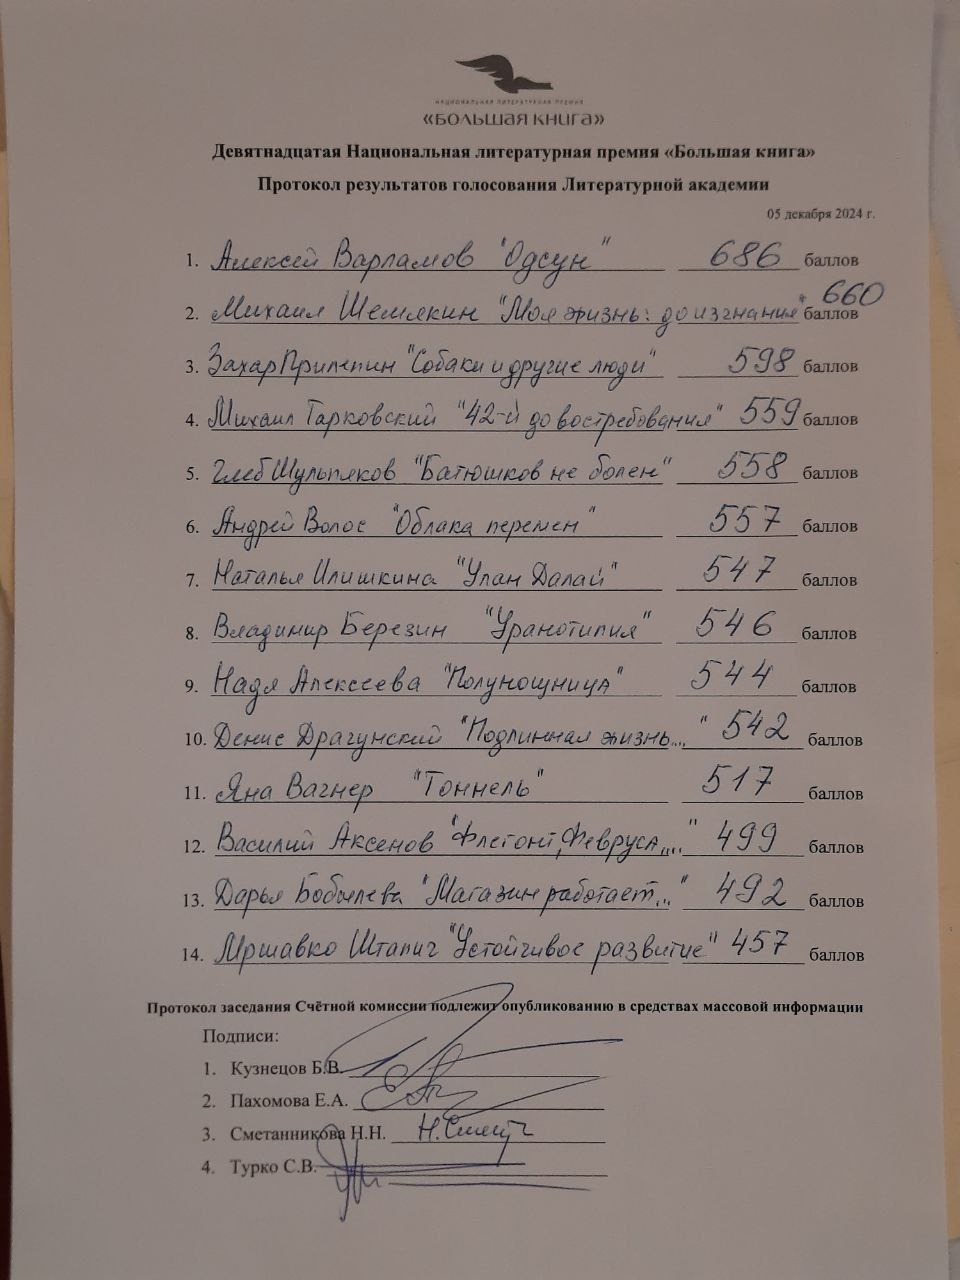 НАЦИОНАЛЬНАЯ ЛИТЕРАТУРНАЯ ПРЕМИЯ
«БОЛЬШАЯ КНИГА»
Девятнадцатая Национальная литературная премия «Большая книга»
Протокол результатов голосования Литературной академии
05 декабря 2024 г.
1. Алексей Варламов "Одсун" 686 баллов
2. Михаил Шемякин "Моя жизнь: до изгнания" 660 баллов
3. Захар Прилепин "Собаки и другие люди" 598 баллов
4. Михаил Тарковский "42-й до востребования" 559 баллов
5. Глеб Шульпяков "Батюшков не болен" 558 баллов
6. Андрей Волос "Облака перемен" 557 баллов
7. Наталья Илишкина "Улан Далай" 547 баллов
8. Владимир Березин "Уранотипия" 546 баллов
9. Надя Алексеева "Полунощница" 544 баллов
10. Денис Драгунский "Подлинная жизнь..." 542 баллов
11. Яна Вагнер "Тоннель" 517 баллов
12. Василий Аксенов "Флегонт, Февруса,..." 499 баллов
13. Дарья Бобылева "Магазин работает..." 492 баллов
14. Мршавко Штапич "Устойчивое развитие" 457 баллов
Протокол заседания Счётной комиссии подлежит опубликованию в средствах массовой информации
Подписи:
1. Кузнецов Б.В.
2. Пахомова Е.А.
3. Сметанникова Н.Н.
4. Турко С.В.